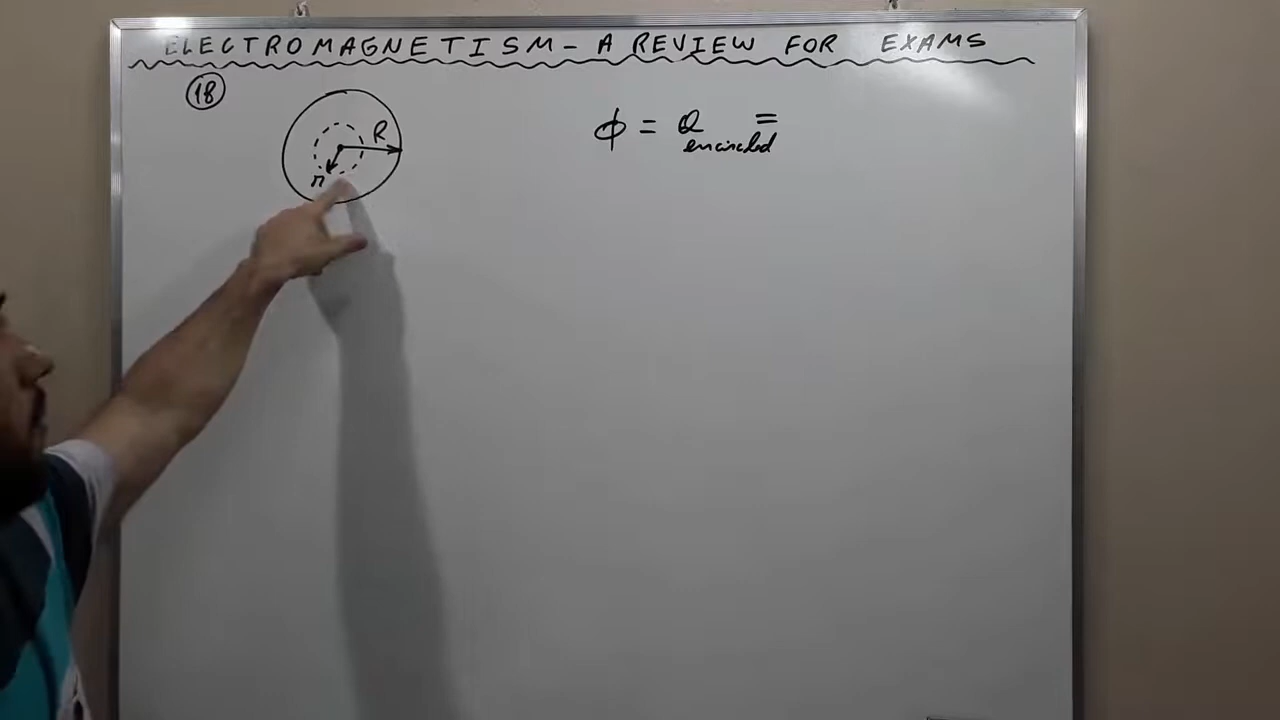 ELECTROMAGNETISM - A REVIEW FOR EXAMS
18
R
r
ϕ = Q encircled =